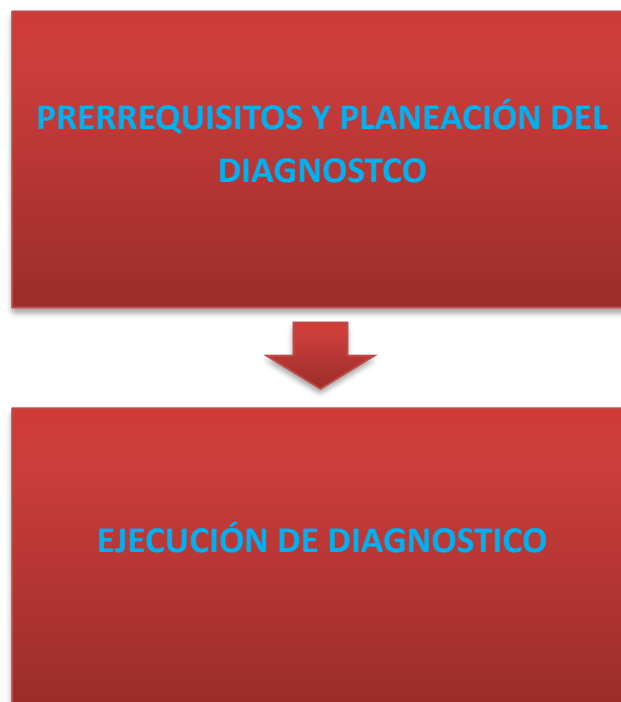 PRERREQUISITOS Y PLANEACIÓN DEL
DIAGNOSTCO
EJECUCIÓN DE DIAGNOSTICO